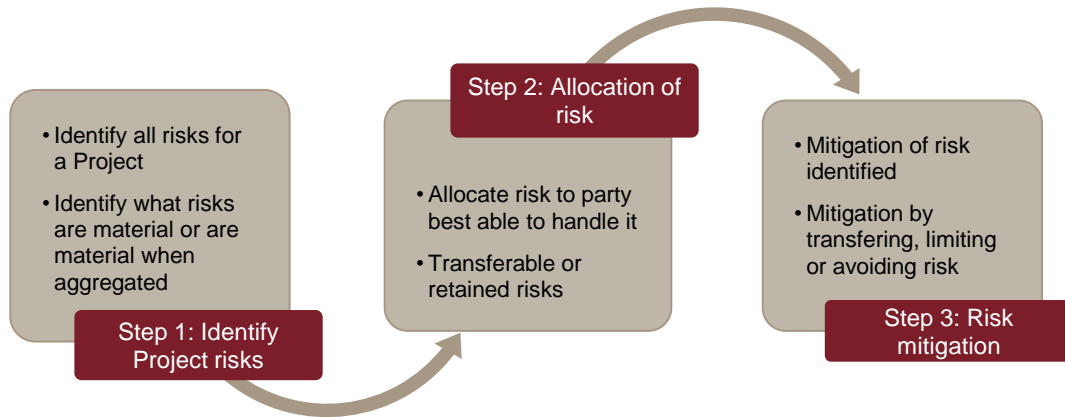 • Identify all risks for
a Project
• Identify what risks
are material or are
material when
aggregated
Step 1: Identify
Project risks
Step 2: Allocation of
risk
• Allocate risk to party
best able to handle it
• Transferable or
retained risks
• Mitigation of risk
identified
• Mitigation by
transfering, limiting
or avoiding risk
Step 3: Risk
mitigation